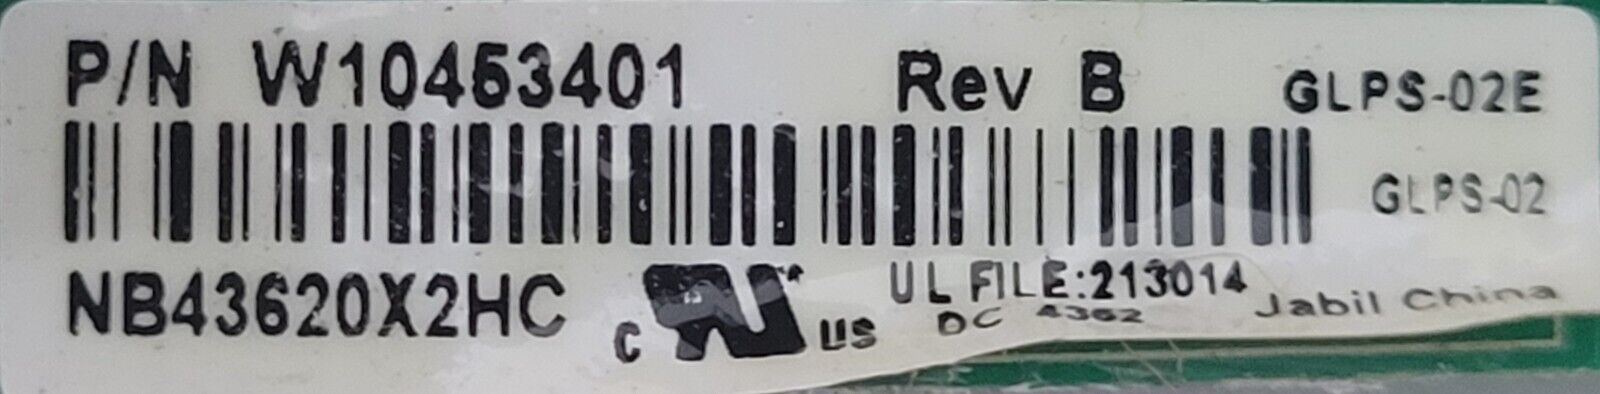 P/N W10453401 Rev B GLPS-02E
GLPS-02
NB43620X2HC
C US
UL FILE:213014
DC 4362 Jabil China